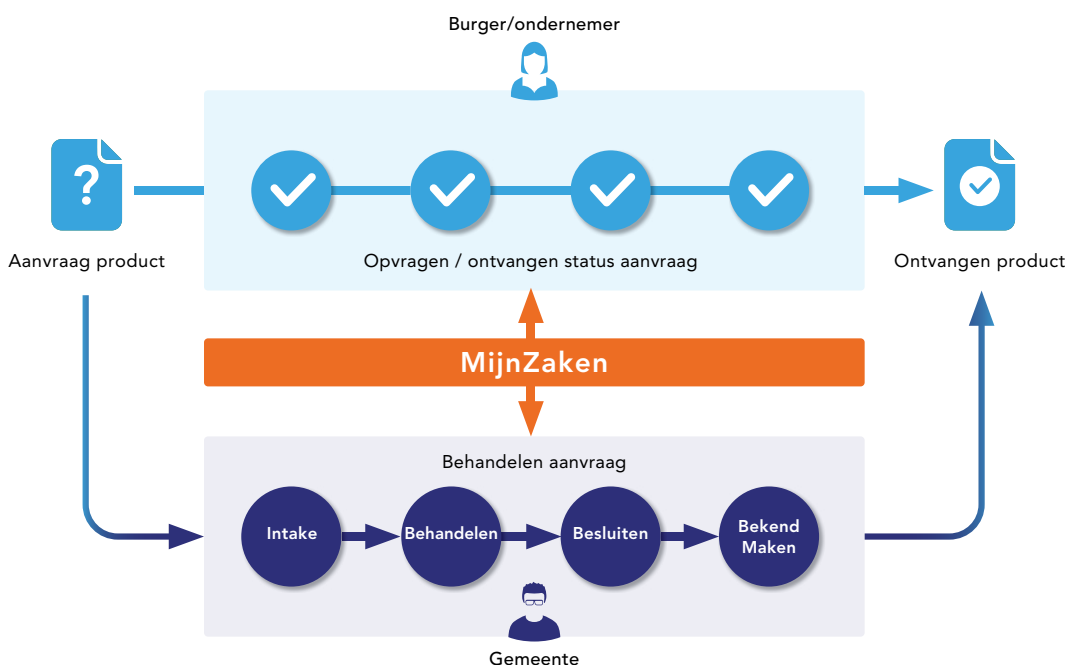 Burger/ondernemer
?
Aanvraag product
Opvragen / ontvangen status aanvraag
Ontvangen product
MijnZaken
Behandelen aanvraag
Intake
Behandelen
Besluiten
Bekend
Maken
Gemeente